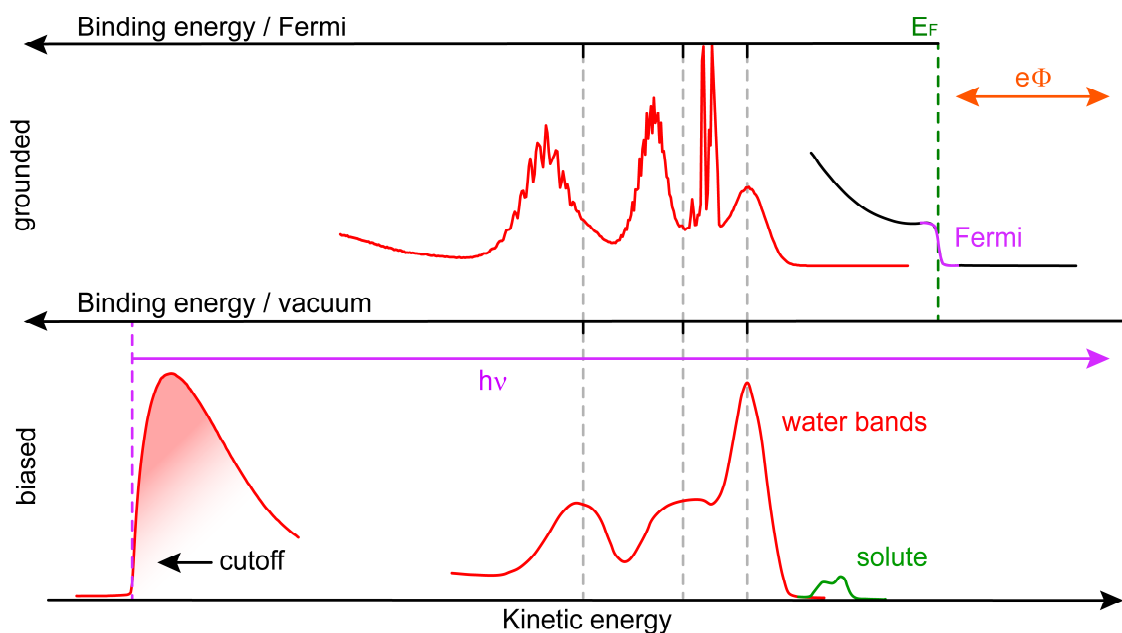 Binding energy / Fermi
EF
eΦ
grounded
Fermi
Binding energy / vacuum
hν
water bands
biased
cutoff
solute
Kinetic energy